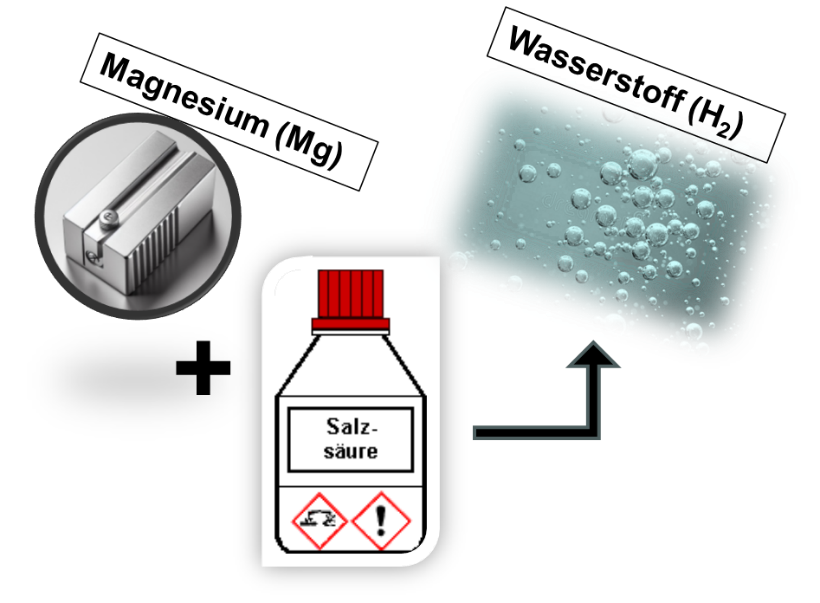 Magnesium (Mg)
Wasserstoff (H₂)
+
Salz-
säure
!